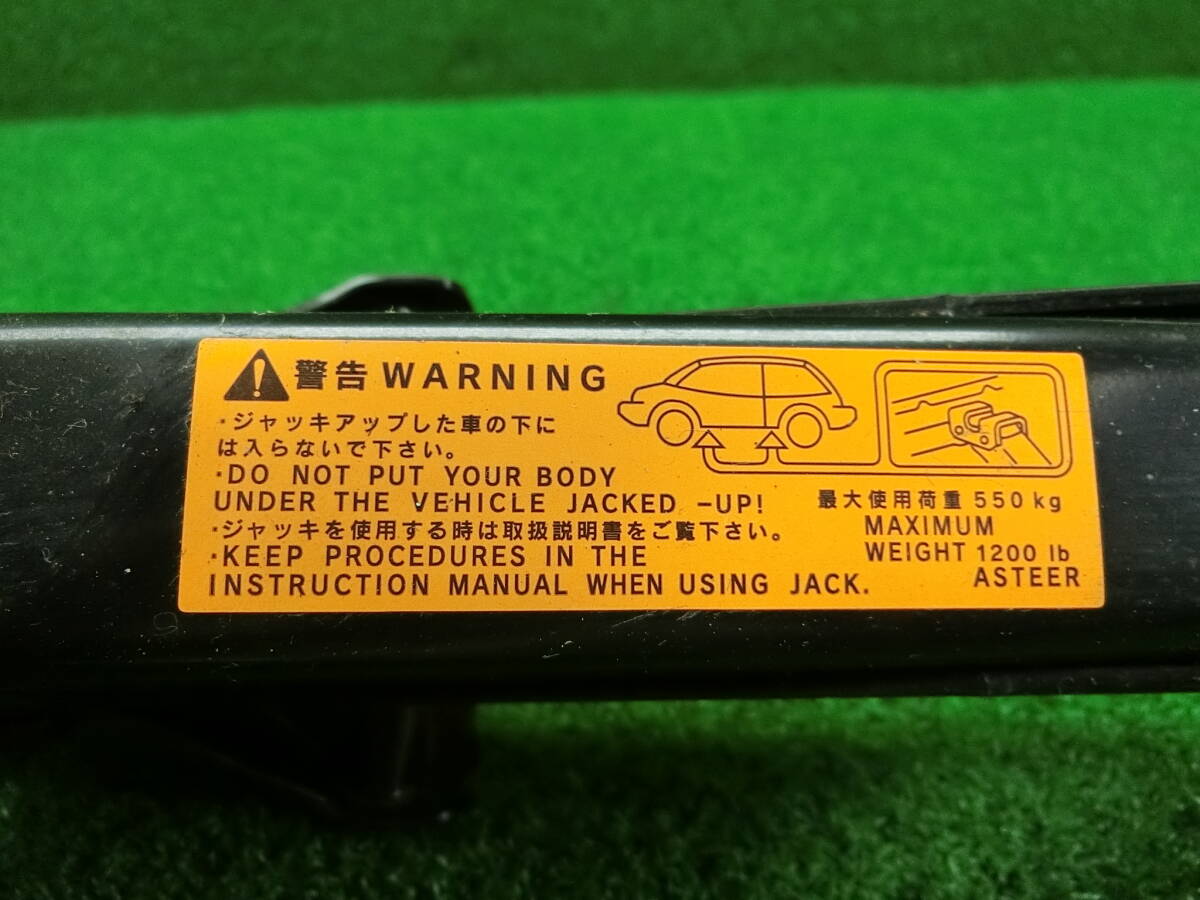 警告 WARNING
・ジャッキアップした車の下に
は入らないで下さい。
・DO NOT PUT YOUR BODY
UNDER THE VEHICLE JACKED -UP!
・ジャッキを使用する時は取扱説明書をご覧下さい。
・KEEP PROCEDURES IN THE
INSTRUCTION MANUAL WHEN USING JACK.
最大使用荷重 550 kg
MAXIMUM
WEIGHT 1200 lb
ASTEER